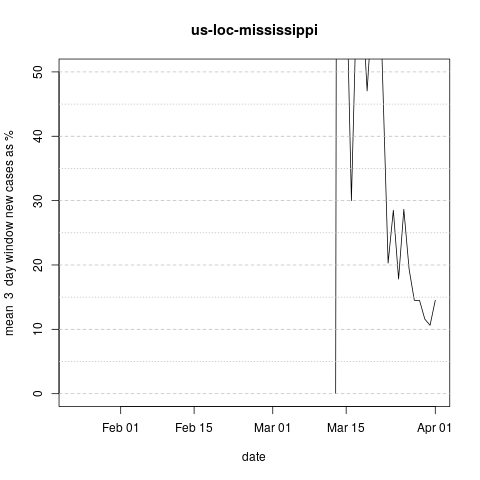 us-loc-mississippi
mean  3  day window new cases as %
50
40
30
20
10
0
Feb 01
Feb 15
Mar 01
Mar 15
Apr 01
date